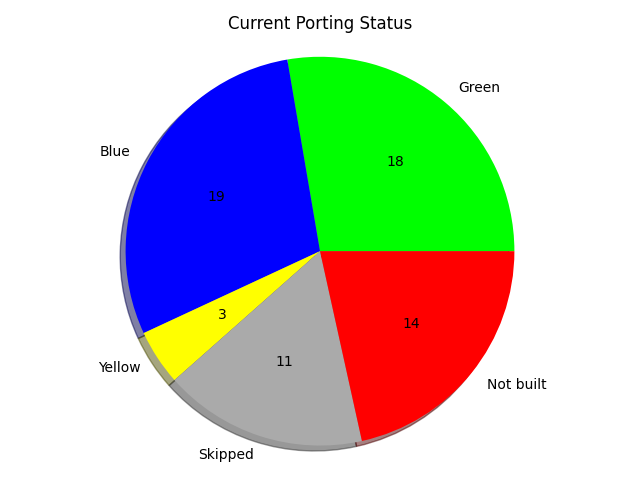 Current Porting Status
Green
18
Blue
19
3
Yellow
11
Skipped
14
Not built